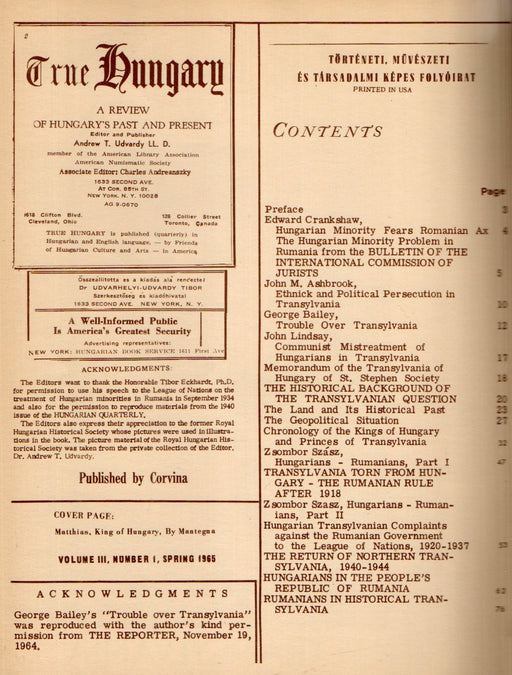 True Hungary
A REVIEW
OF HUNGARY'S PAST AND PRESENT
Editor and Publisher
Andrew T. Udvardy LL. D.
member of the American Library Association
American Numismatic Society
Associate Editor: Charles Andreanszky
1633 SECOND AVE.
AT COR. 85TH ST.
NEW YORK, N. Y. 10028
AG 9-0670
1618 Clifton Blvd. 126 Collier Street
Cleveland, Ohio Toronto, Canada
TRUE HUNGARY is published (quarterly) in
Hungarian and English language, — by Friends
of Hungarian Culture and Arts — in America
Összeállította és a kiadás alá rendezte:
Dr UDVARHELYI-UDVARDY TIBOR
Szerkesztőség és kiadóhivatal
1633 SECOND AVE. NEW YORK, N. Y.
A Well-Informed Public
Is America's Greatest Security
Advertising representatives:
NEW YORK: HUNGARIAN BOOK SERVICE 1611 First Ave
ACKNOWLEDGMENTS:
The Editors want to thank the Honorable Tibor Eckhardt, Ph.D,
for permission to use his speech to the League of Nations on the
treatment of Hungarian minorities in Rumania in September 1934
and also for the permission to reproduce materials from the 1940
issue of the HUNGARIAN QUARTERLY.
The Editors also express their appreciation to the former Royal
Hungarian Historical Society whose pictures were used in illustra-
tions in the book. The picture material of the Royal Hungarian His-
torical Society was taken from the private collection of the Editor,
Dr. Andrew T. Udvardy.
Published by Corvina
COVER PAGE:
Matthias, King of Hungary, By Mantegna
VOLUME III, NUMBER I, SPRING 1965
ACKNOWLEDGMENTS
George Bailey's "Trouble over Transylvania"
was reproduced with the author's kind per-
mission from THE REPORTER, November 19,
1964.
TÖRTÉNETI, MŰVÉSZETI
ÉS TÁRSADALMI KÉPES FOLYÓIRAT
PRINTED IN USA
CONTENTS
Page
Preface 3
Edward Crankshaw,
Hungarian Minority Fears Romanian Ax 4
The Hungarian Minority Problem in
Rumania from the BULLETIN OF THE
INTERNATIONAL COMMISSION OF
JURISTS 5
John M. Ashbrook,
Ethnick and Political Persecution in
Transylvania 10
George Bailey,
Trouble Over Transylvania 12
John Lindsay,
Communist Mistreatment of
Hungarians in Transylvania 17
Memorandum of the Transylvania of
Hungary of St. Stephen Society 18
THE HISTORICAL BACKGROUND OF
THE TRANSYLVANIAN QUESTION 20
The Land and Its Historical Past 23
The Geopolitical Situation 27
Chronology of the Kings of Hungary
and Princes of Transylvania 32
Zsombor Szász,
Hungarians - Rumanians, Part I 47
TRANSYLVANIA TORN FROM HUN-
GARY - THE RUMANIAN RULE
AFTER 1918
Zsombor Szasz, Hungarians - Ruman-
ians, Part II
Hungarian Transylvanian Complaints
against the Rumanian Government
to the League of Nations, 1920-1937 53
THE RETURN OF NORTHERN TRAN-
SYLVANIA, 1940-1944
HUNGARIANS IN THE PEOPLE'S
REPUBLIC OF RUMANIA 62
RUMANIANS IN HISTORICAL TRAN-
SYLVANIA 76